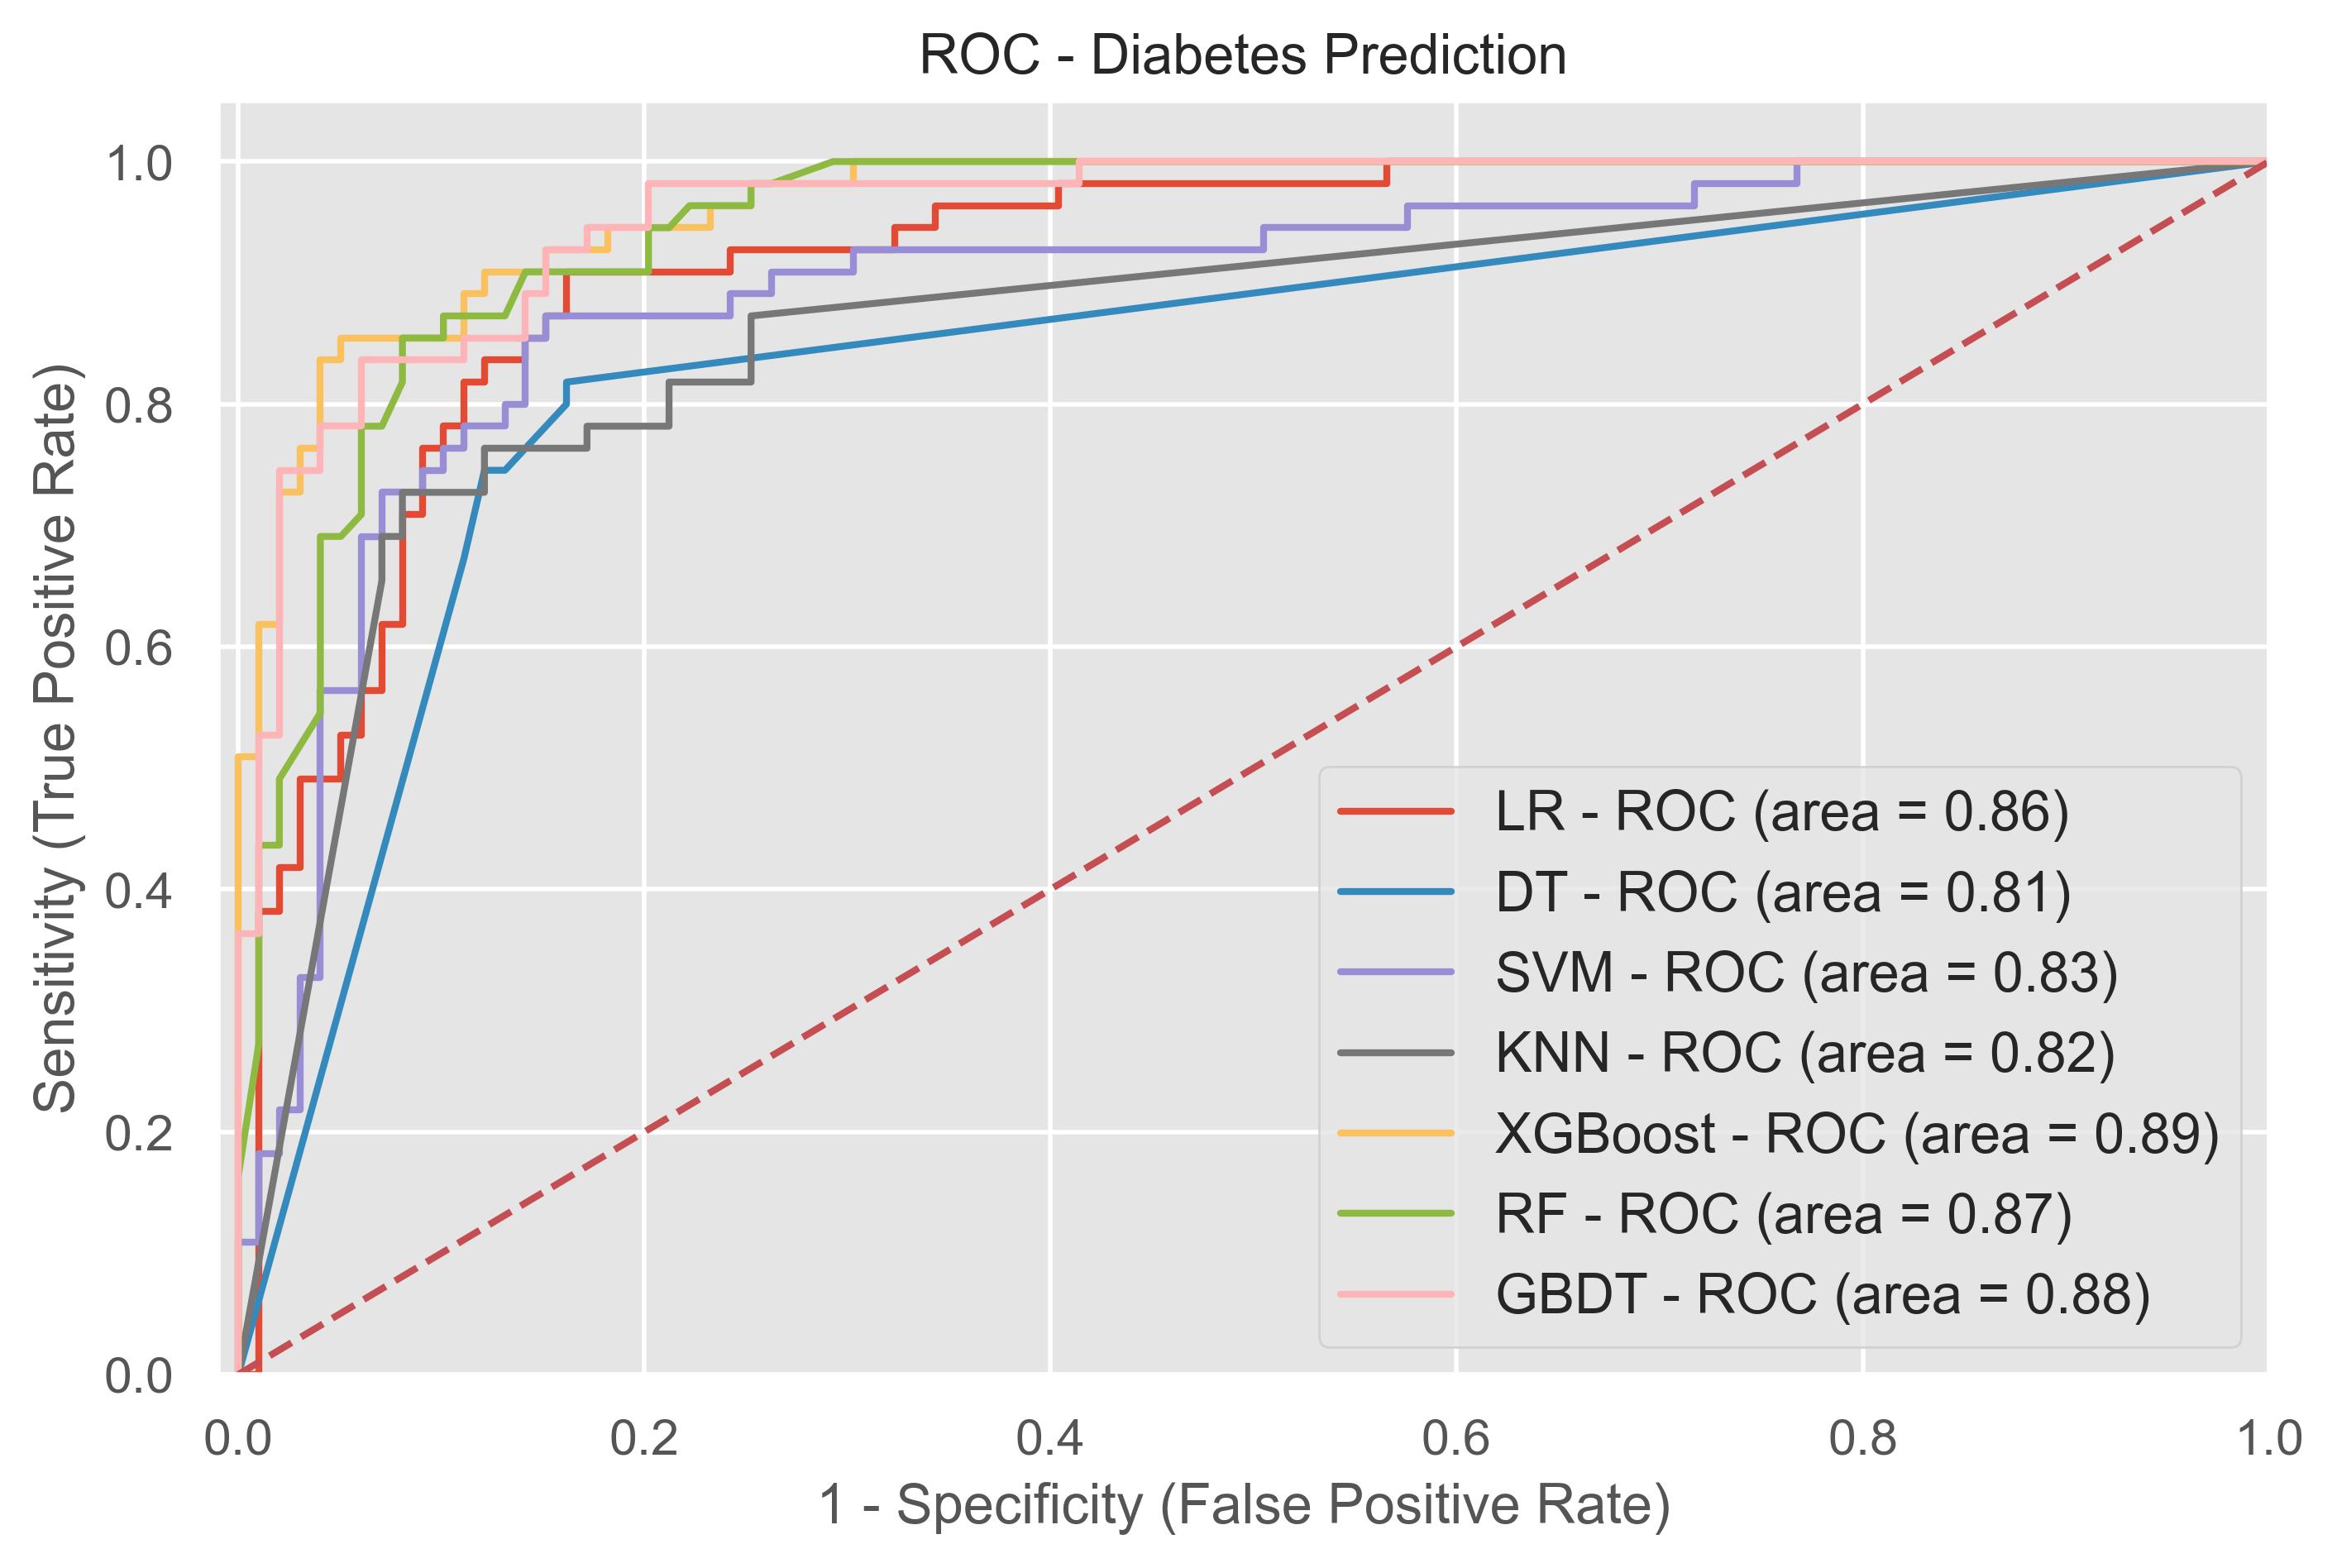 ROC - Diabetes Prediction
Sensitivity (True Positive Rate)
1.0
0.8
0.6
0.4
0.2
0.0
LR - ROC (area = 0.86)
DT - ROC (area = 0.81)
SVM - ROC (area = 0.83)
KNN - ROC (area = 0.82)
XGBoost - ROC (area = 0.89)
RF - ROC (area = 0.87)
GBDT - ROC (area = 0.88)
0.0 0.2 0.4 0.6 0.8 1.0
1 - Specificity (False Positive Rate)